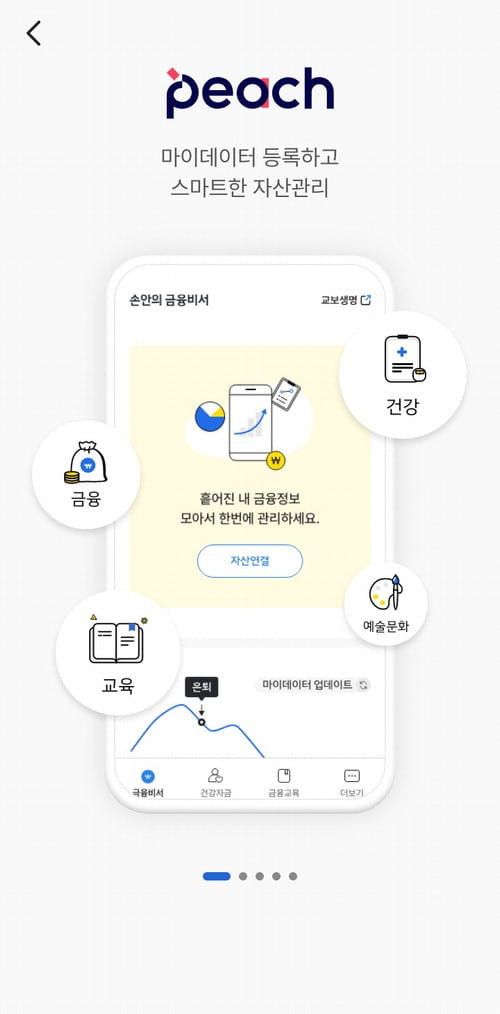 peach
마이데이터 등록하고
스마트한 자산관리
손안의 금융비서
교보생명
건강
금융
흩어진 내 금융정보
모아서 한번에 관리하세요.
자산연결
예술문화
교육
은퇴
마이데이터 업데이트
금융비서
건강자금
금융교육
더보기